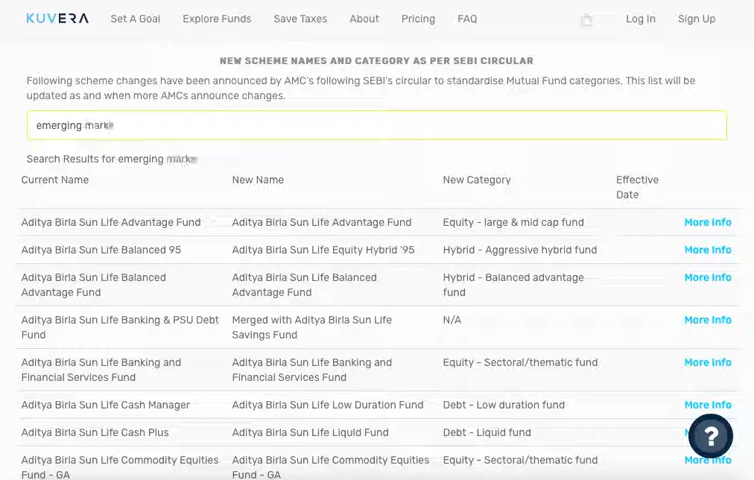 KUVERA Set A Goal Explore Funds Save Taxes About Pricing FAQ Log In Sign Up
NEW SCHEME NAMES AND CATEGORY AS PER SEBI CIRCULAR
Following scheme changes have been announced by AMC's following SEBI's circular to standardise Mutual Fund categories. This list will be
updated as and when more AMCs announce changes.
emerging
Search Results for emerging
Current Name New Name New Category Effective
Date
Aditya Birla Sun Life Advantage Fund Aditya Birla Sun Life Advantage Fund Equity - large & mid cap fund More Info
Aditya Birla Sun Life Balanced 95 Aditya Birla Sun Life Equity Hybrid '95 Hybrid - Aggressive hybrid fund More Info
Aditya Birla Sun Life Balanced Aditya Birla Sun Life Balanced Hybrid - Balanced advantage More Info
Advantage Fund Advantage Fund fund
Aditya Birla Sun Life Banking & PSU Debt Merged with Aditya Birla Sun Life N/A More Info
Fund Savings Fund
Aditya Birla Sun Life Banking and Aditya Birla Sun Life Banking and Equity - Sectoral/thematic fund More Info
Financial Services Fund Financial Services Fund
Aditya Birla Sun Life Cash Manager Aditya Birla Sun Life Low Duration Fund Debt - Low duration fund More Info
Aditya Birla Sun Life Cash Plus Aditya Birla Sun Life Liquid Fund Debt - Liquid fund
Aditya Birla Sun Life Commodity Equities Aditya Birla Sun Life Commodity Equities Equity - Sectoral/thematic fund More Info
Fund - GA Fund - GA
?